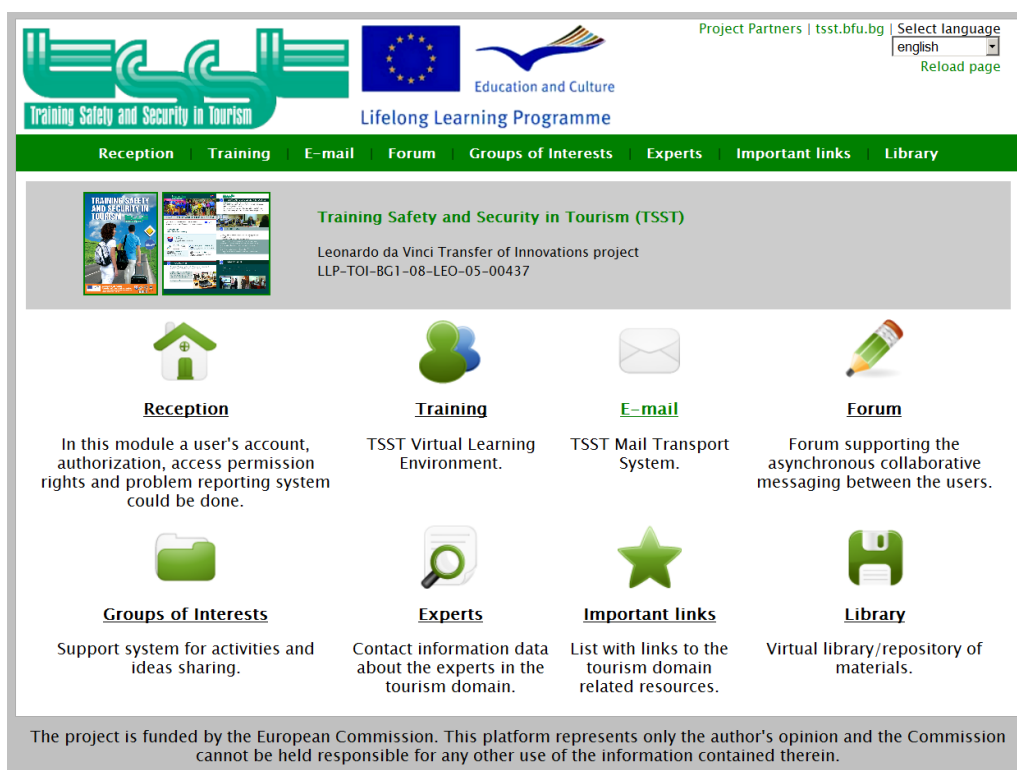 Project Partners | tsst.bfu.bg | Select language
english
Reload page
Training Safety and Security in Tourism
Education and Culture
Lifelong Learning Programme
Reception | Training | E-mail | Forum | Groups of Interests | Experts | Important links | Library
TRAINING SAFETY
AND SECURITY IN
TOURISM
Training Safety and Security in Tourism (TSST)
Leonardo da Vinci Transfer of Innovations project
LLP-TOI-BG1-08-LEO-05-00437
Reception
In this module a user's account,
authorization, access permission
rights and problem reporting system
could be done.
Training
TSST Virtual Learning
Environment.
E-mail
TSST Mail Transport
System.
Forum
Forum supporting the
asynchronous collaborative
messaging between the users.
Groups of Interests
Support system for activities and
ideas sharing.
Experts
Contact information data
about the experts in the
tourism domain.
Important links
List with links to the
tourism domain
related resources.
Library
Virtual library/repository of
materials.
The project is funded by the European Commission. This platform represents only the author's opinion and the Commission
cannot be held responsible for any other use of the information contained therein.